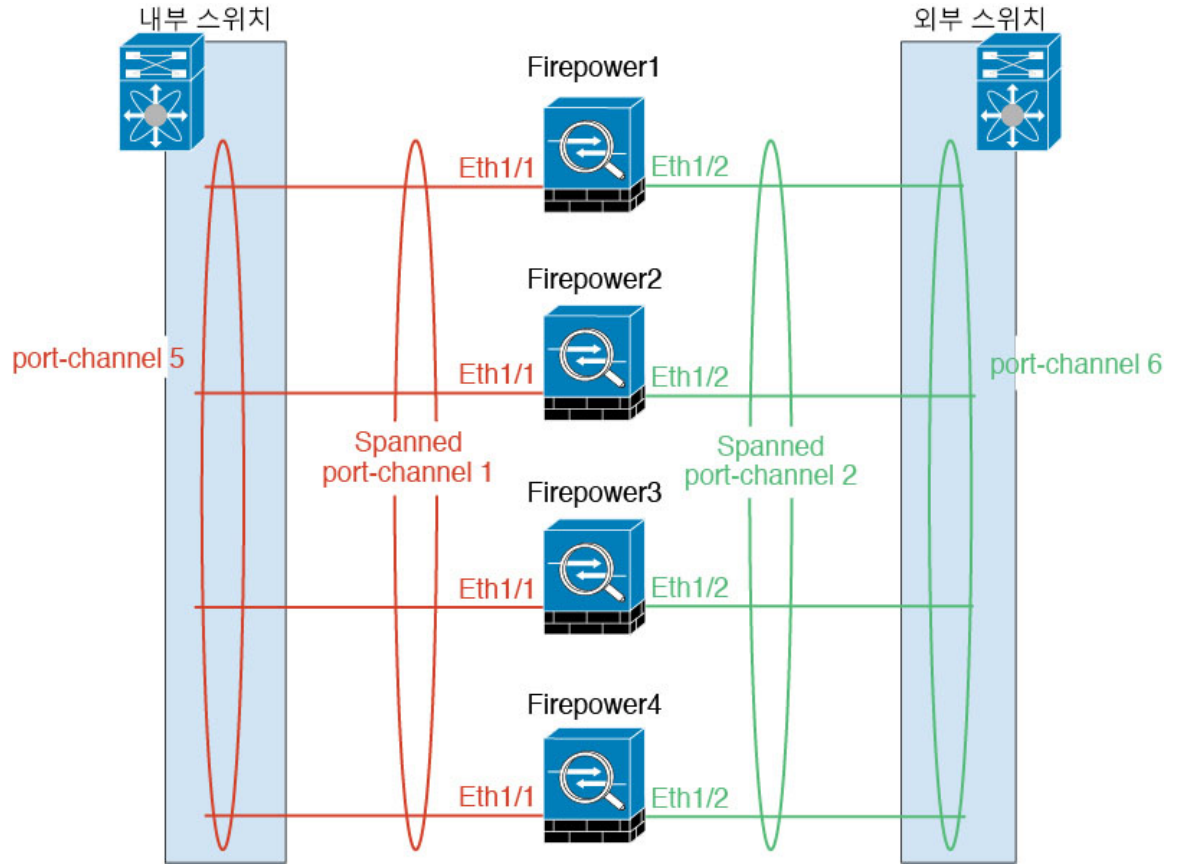 내부 스위치
외부 스위치
Firepower1
Eth1/1
Eth1/2
Firepower2
port-channel 5
Eth1/1
Eth1/2
port-channel 6
Spanned
port-channel 1
Spanned
port-channel 2
Firepower3
Eth1/1
Eth1/2
Firepower4
Eth1/1
Eth1/2